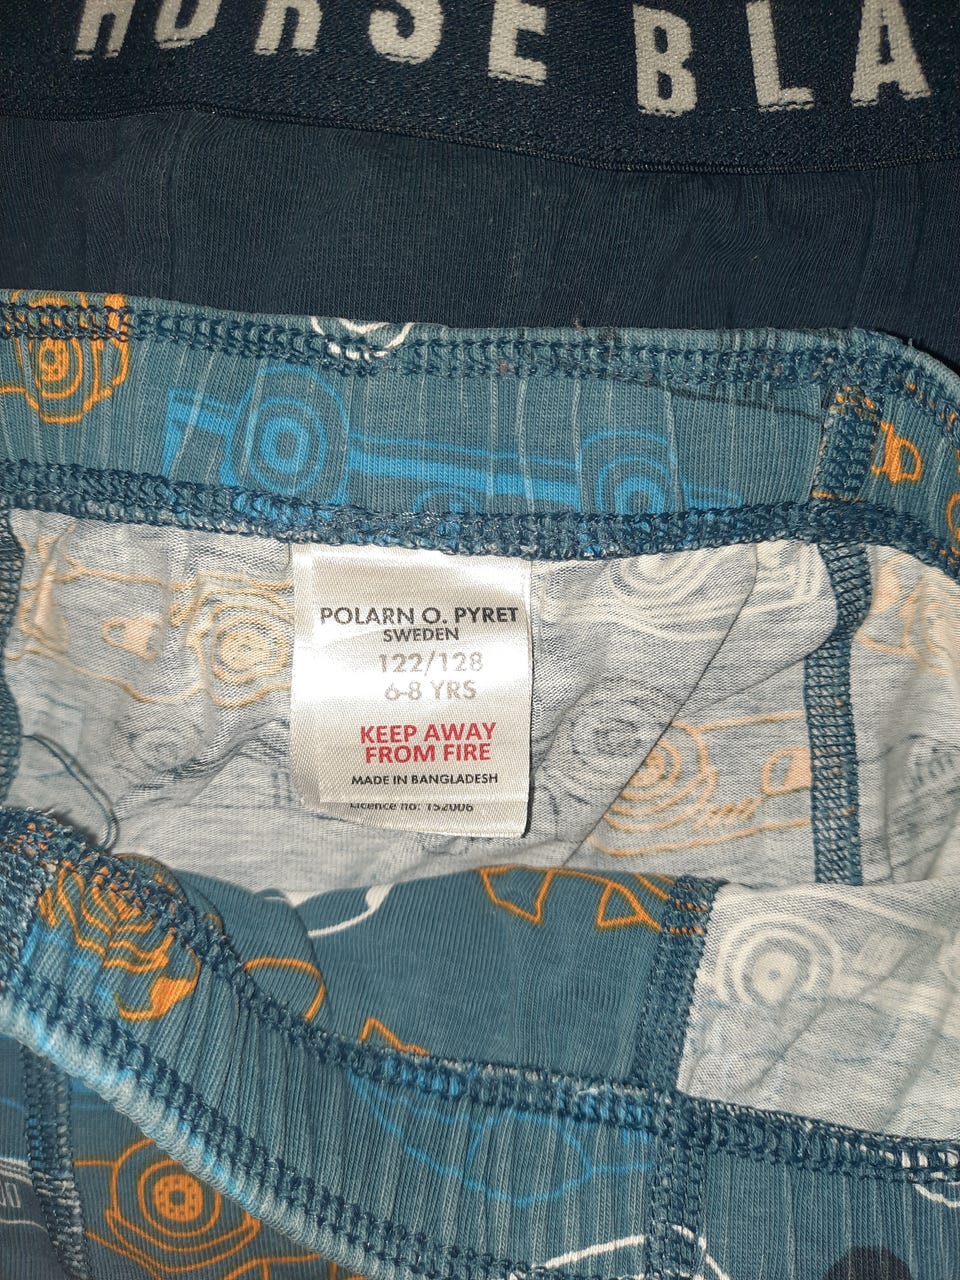 HORSE BLA
POLARN O. PYRET
SWEDEN
122/128
6-8 YRS
KEEP AWAY
FROM FIRE
MADE IN BANGLADESH
Licence no: 152006